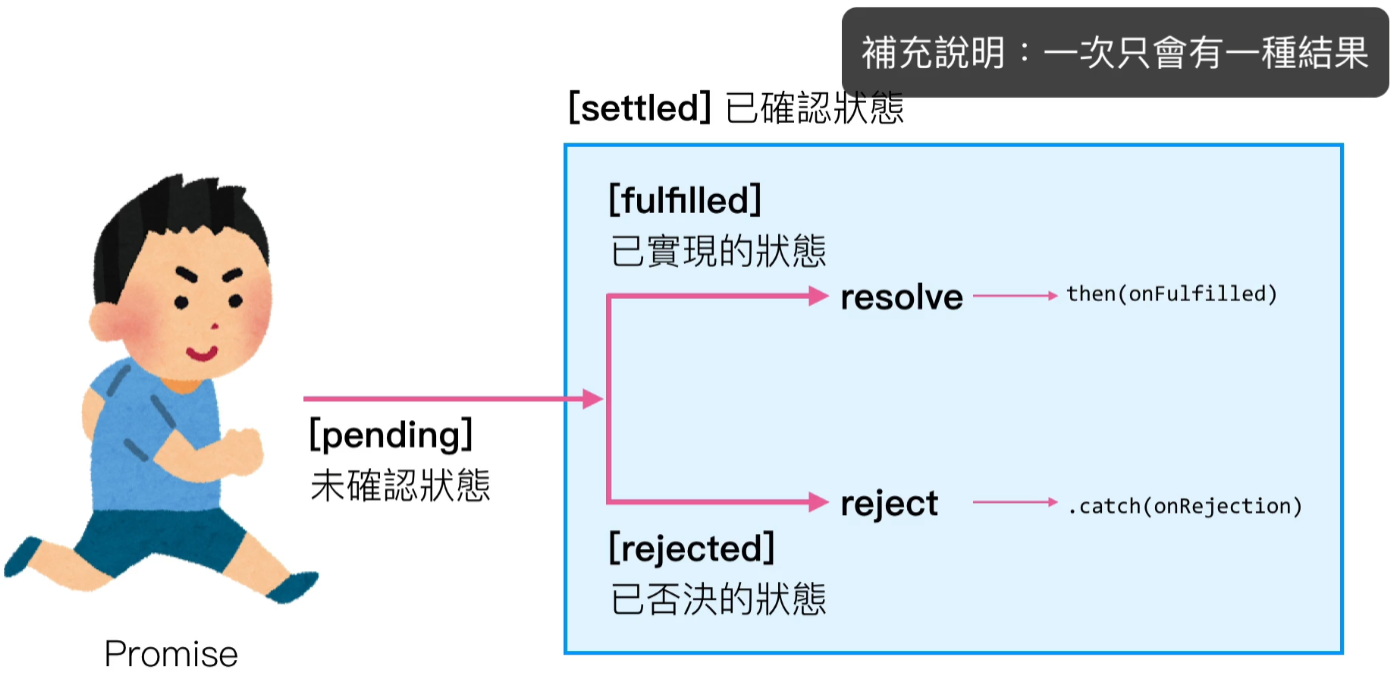 補充說明：一次只會有一種結果
[settled] 已確認狀態
[fulfilled]
已實現的狀態
resolve
then(onFulfilled)
[pending]
未確認狀態
reject
.catch(onRejection)
[rejected]
已否決的狀態
Promise